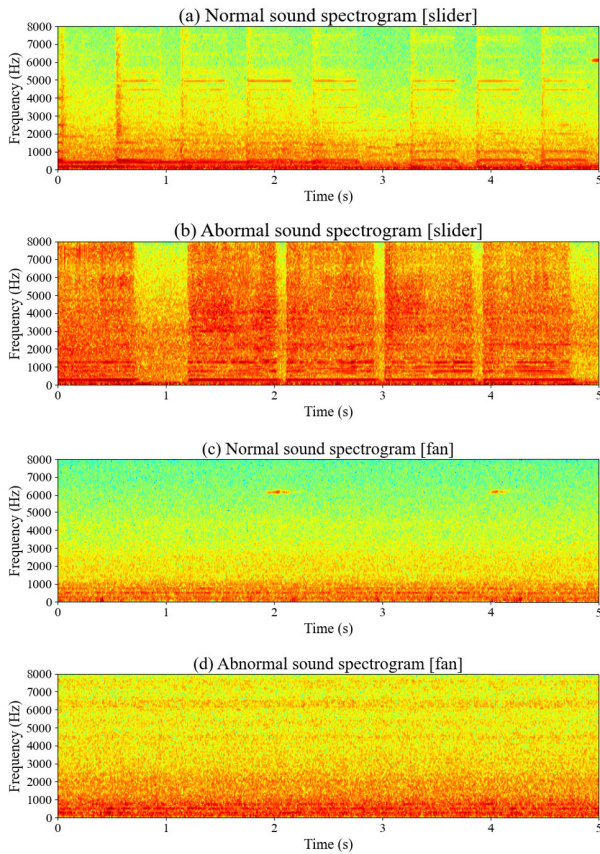 (a) Normal sound spectrogram [slider]
8000
7000
6000
5000
4000
3000
2000
1000
0
Frequency (Hz)
0 1 2 3 4 5
Time (s)
(b) Abormal sound spectrogram [slider]
8000
7000
6000
5000
4000
3000
2000
1000
0
Frequency (Hz)
0 1 2 3 4 5
Time (s)
(c) Normal sound spectrogram [fan]
8000
7000
6000
5000
4000
3000
2000
1000
0
Frequency (Hz)
0 1 2 3 4 5
Time (s)
(d) Abnormal sound spectrogram [fan]
8000
7000
6000
5000
4000
3000
2000
1000
0
Frequency (Hz)
0 1 2 3 4 5
Time (s)